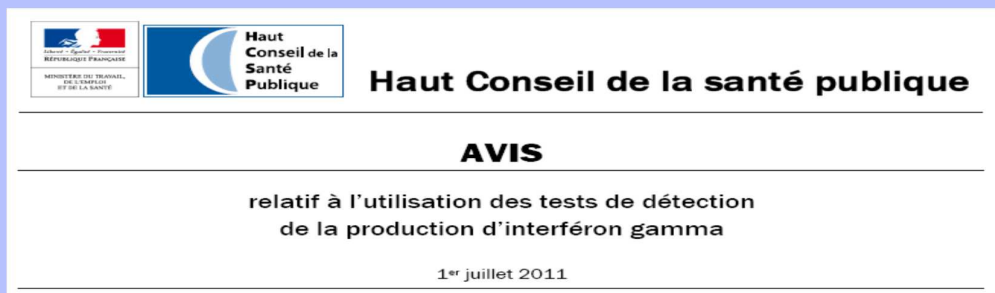 Liberté • Égalité • Fraternité
RÉPUBLIQUE FRANÇAISE
MINISTÈRE DU TRAVAIL,
DE L'EMPLOI
ET DE LA SANTÉ
Haut
Conseil de la
Santé
Publique
Haut Conseil de la santé publique
AVIS
relatif à l'utilisation des tests de détection
de la production d'interféron gamma
1er juillet 2011